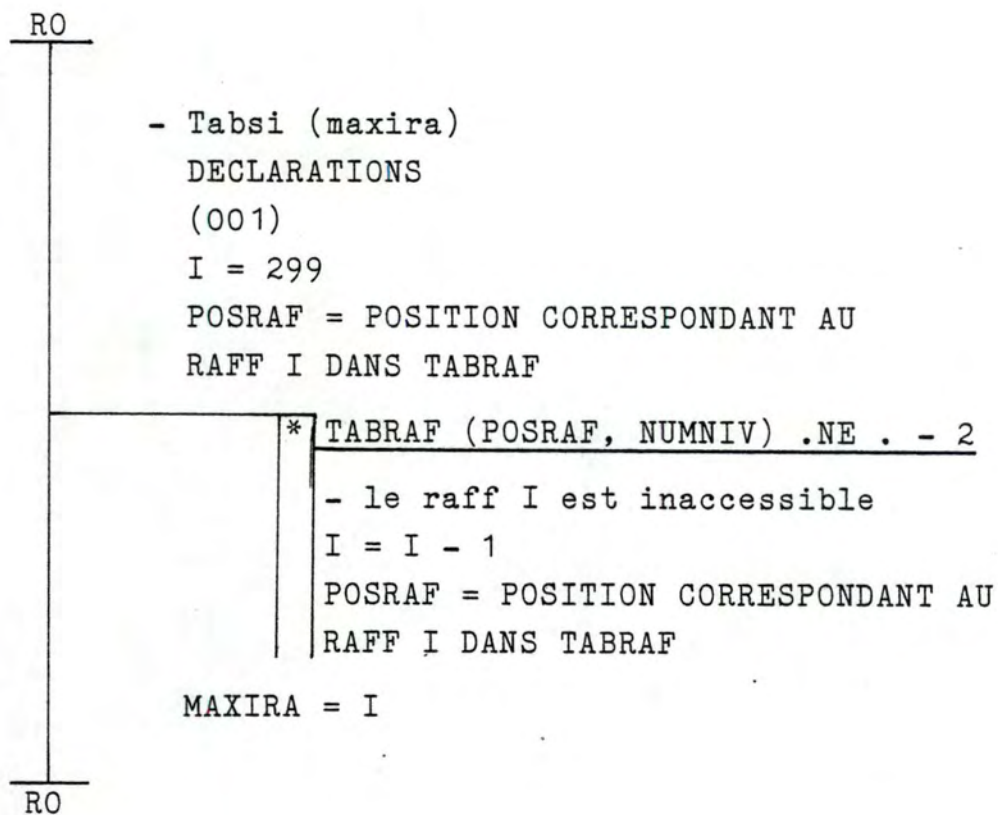 RO
- Tabsi (maxira)
DECLARATIONS
(001)
I = 299
POSRAF = POSITION CORRESPONDANT AU
RAFF I DANS TABRAF
* TABRAF (POSRAF, NUMNIV) .NE . - 2
- le raff I est inaccessible
I = I - 1
POSRAF = POSITION CORRESPONDANT AU
RAFF I DANS TABRAF
MAXIRA = I
RO